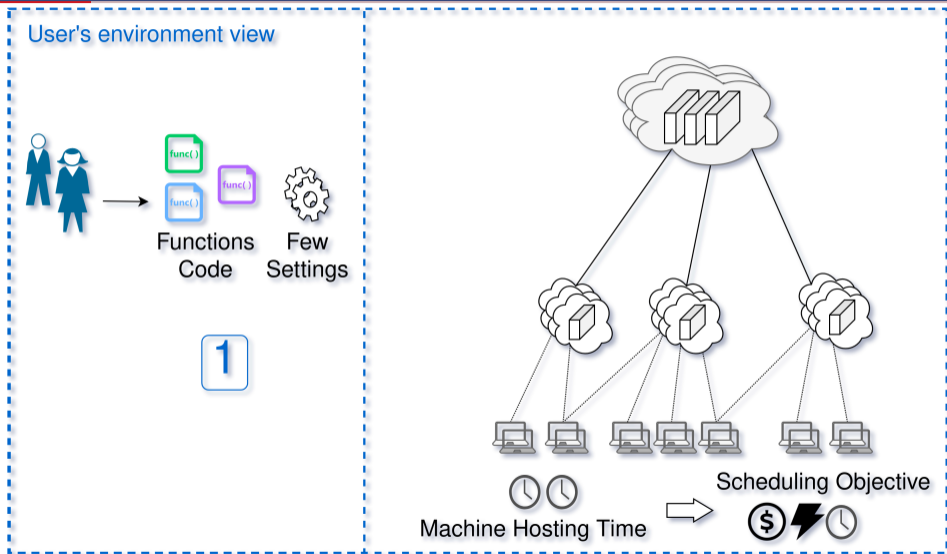 User's environment view
func( )
func( )
func( )
Functions
Code
Few
Settings
1
Scheduling Objective
$
Machine Hosting Time